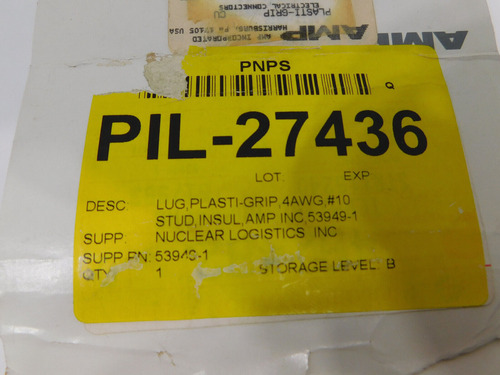 PLASTI-GRIP
ELECTRICAL CONNECTORS
AMP INCORPORATED
HARRISBURG, PA 17105 USA
AMP
AMP
PNPS
Q
PIL-27436
LOT: EXP
DESC: LUG,PLASTI-GRIP,4AWG,#10
STUD,INSUL,AMP INC,53949-1
SUPP: NUCLEAR LOGISTICS INC
SUPP PN: 53949-1
QTY 1 STORAGE LEVEL: B